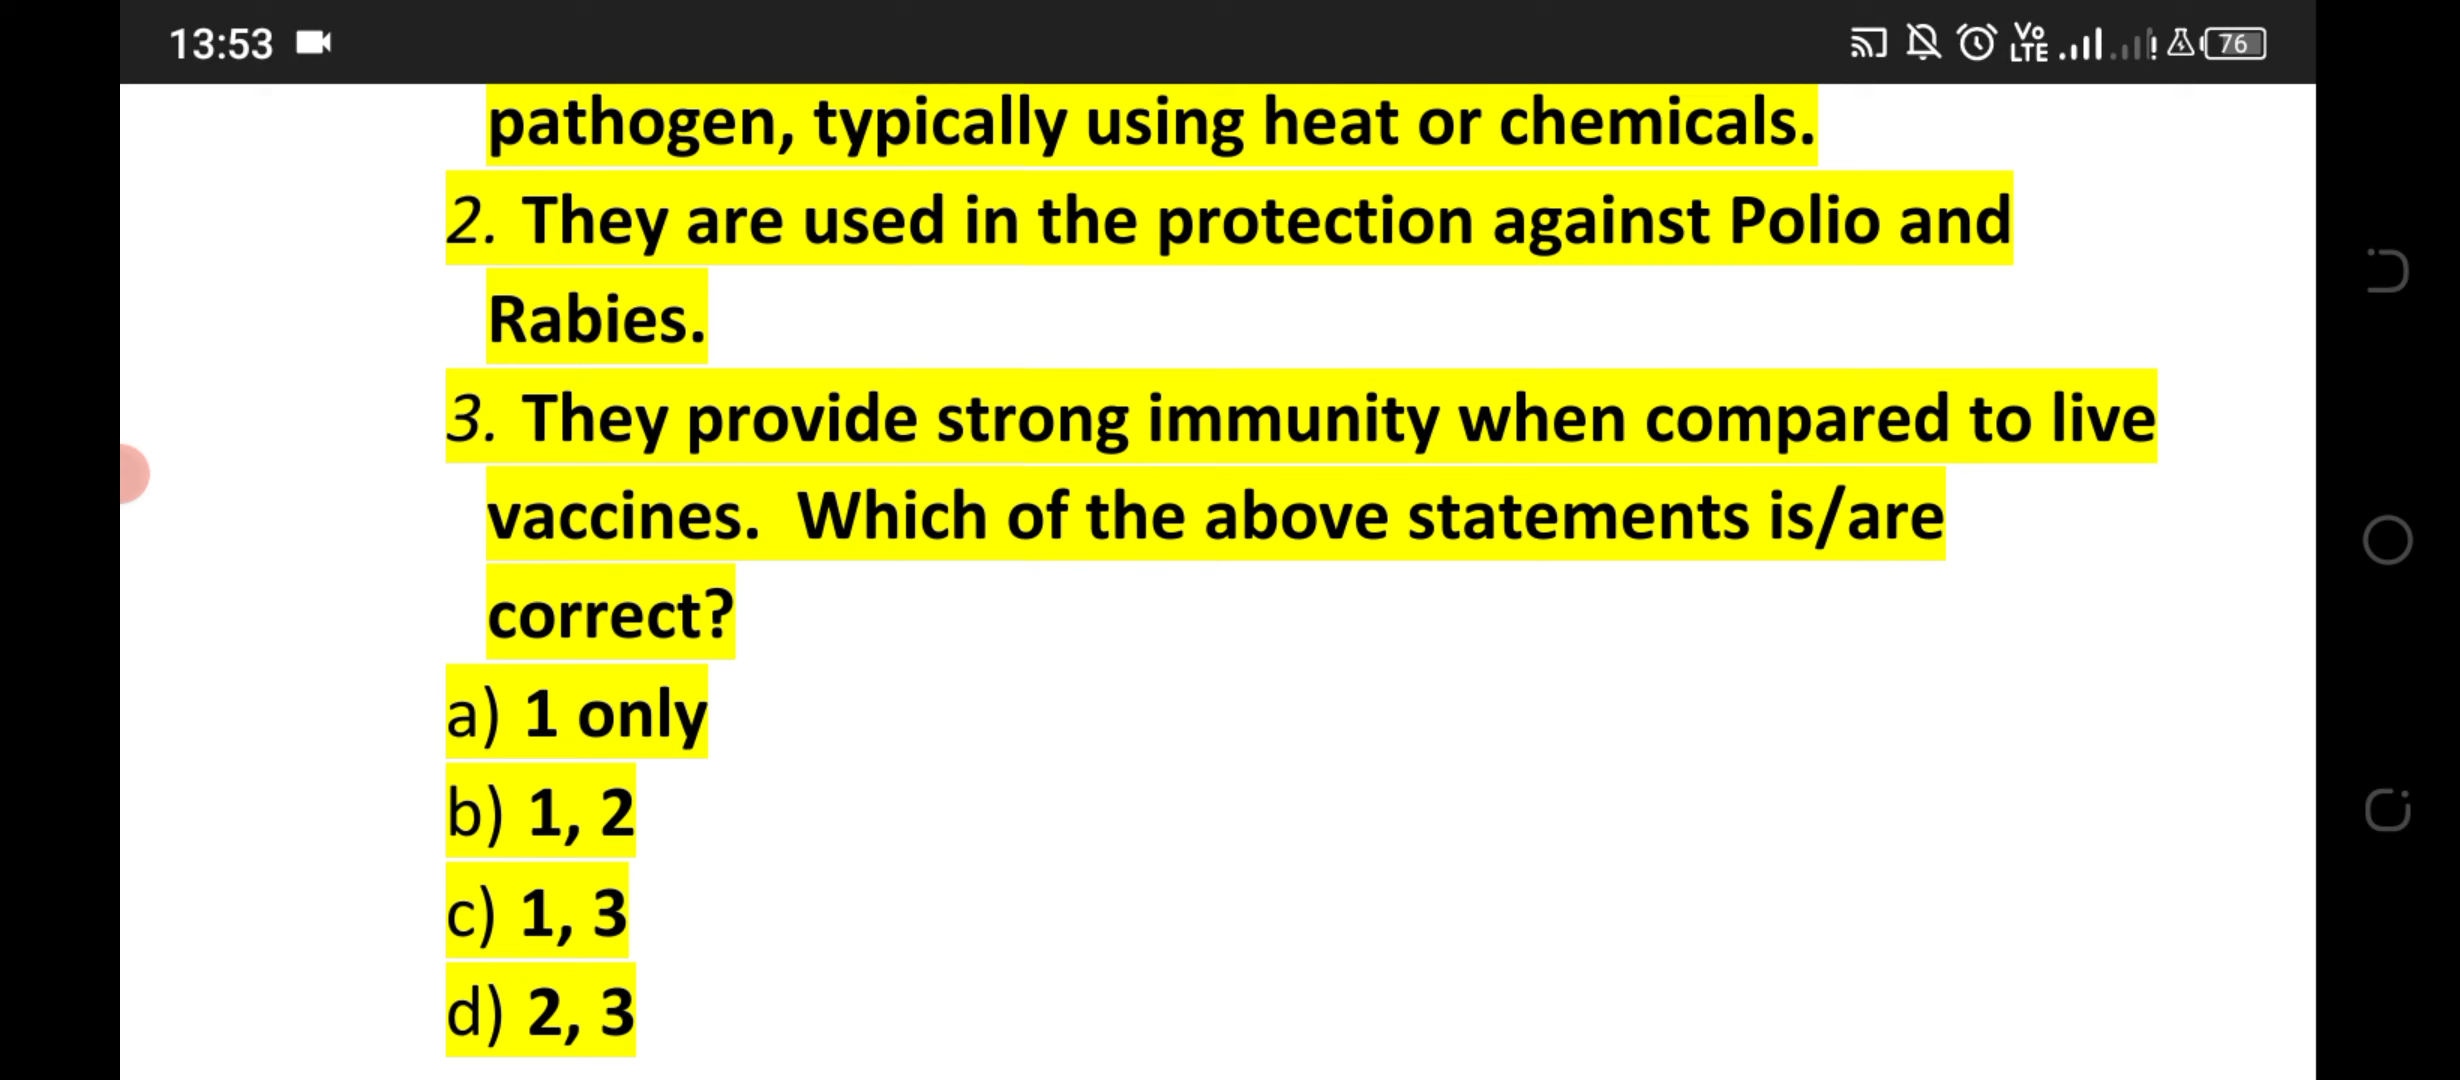 13:53 Vo LTE 76
pathogen, typically using heat or chemicals.
2. They are used in the protection against Polio and
Rabies.
3. They provide strong immunity when compared to live
vaccines. Which of the above statements is/are
correct?
a) 1 only
b) 1, 2
c) 1, 3
d) 2, 3